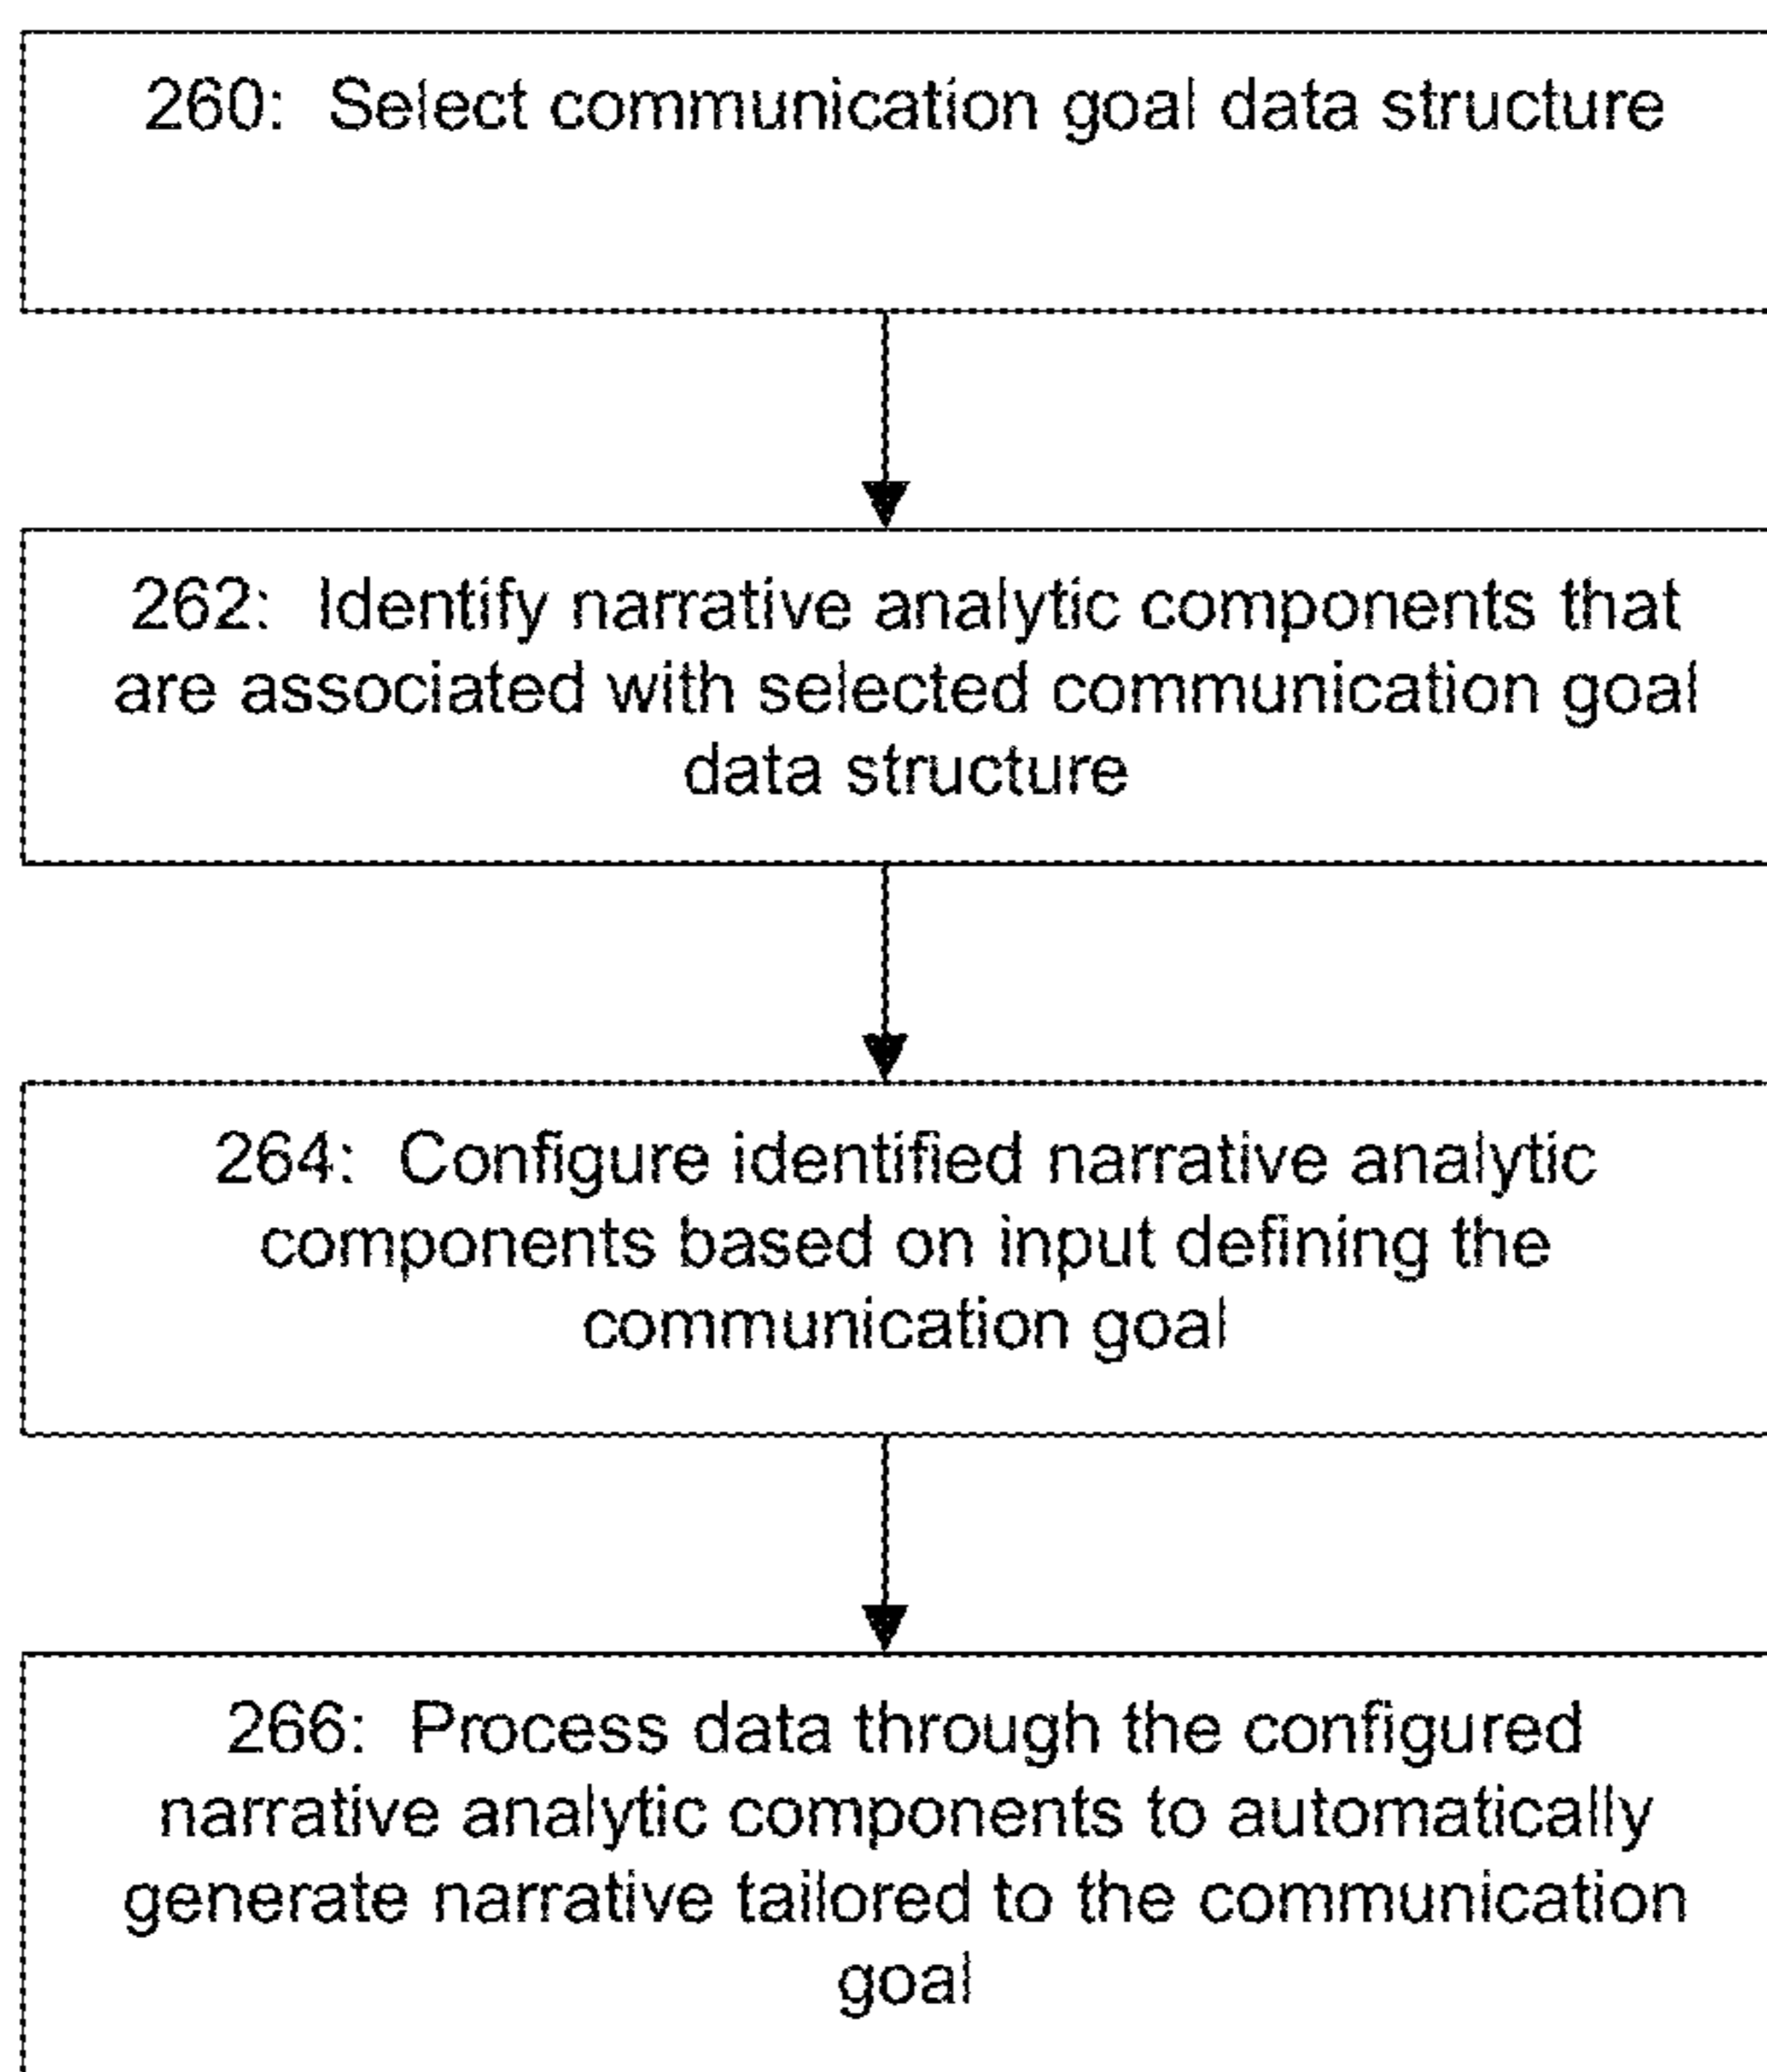 260: Select communication goal data structure
262: Identify narrative analytic components that
are associated with selected communication goal
data structure
264: Configure identified narrative analytic
components based on input defining the
communication goal
266: Process data through the configured
narrative analytic components to automatically
generate narrative tailored to the communication
goal